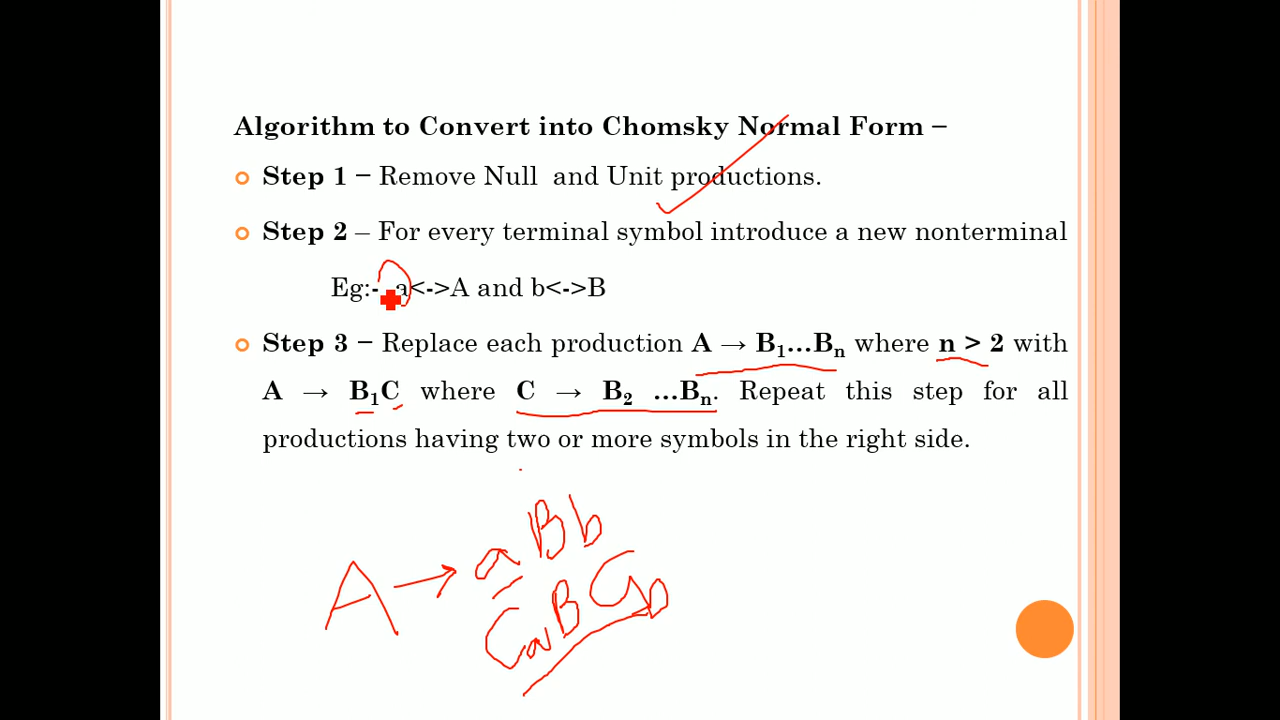 Algorithm to Convert into Chomsky Normal Form –
Step 1 – Remove Null and Unit productions.
Step 2 – For every terminal symbol introduce a new nonterminal
Eg:- a<->A and b<->B
Step 3 – Replace each production A → B₁...Bₙ where n > 2 with
A → B₁C where C → B₂ ...Bₙ. Repeat this step for all
productions having two or more symbols in the right side.
A → a B b
Ca B Cb